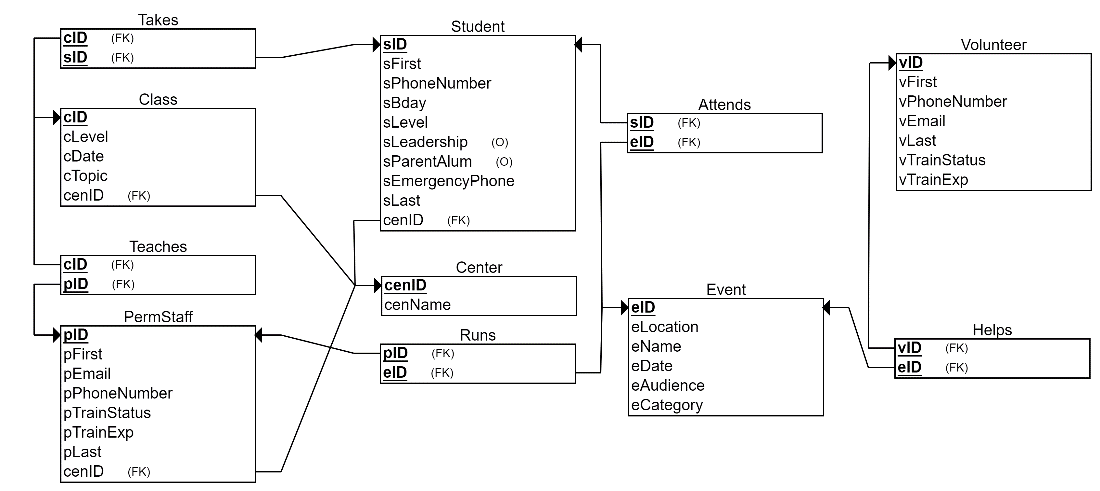 Takes
cID (FK)
sID (FK)
Class
cID
cLevel
cDate
cTopic
cenID (FK)
Teaches
cID (FK)
pID (FK)
PermStaff
pID
pFirst
pEmail
pPhoneNumber
pTrainStatus
pTrainExp
pLast
cenID (FK)
Student
sID
sFirst
sPhoneNumber
sBday
sLevel
sLeadership (O)
sParentAlum (O)
sEmergencyPhone
sLast
cenID (FK)
Center
cenID
cenName
Runs
pID (FK)
eID (FK)
Attends
sID (FK)
eID (FK)
Event
eID
eLocation
eName
eDate
eAudience
eCategory
Volunteer
vID
vFirst
vPhoneNumber
vEmail
vLast
vTrainStatus
vTrainExp
Helps
vID (FK)
eID (FK)